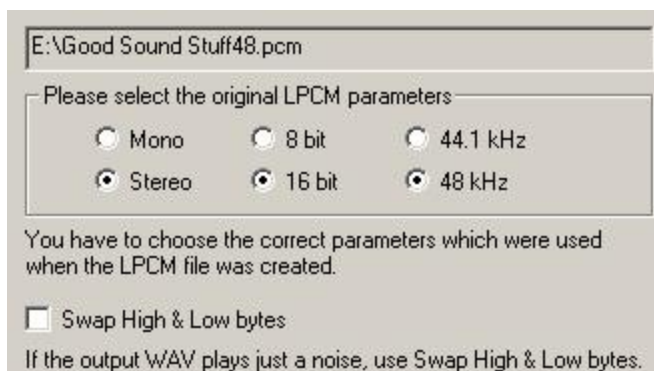 E:\Good Sound Stuff48.pcm
Please select the original LPCM parameters
Mono 8 bit 44.1 kHz
Stereo 16 bit 48 kHz
You have to choose the correct parameters which were used
when the LPCM file was created.
Swap High & Low bytes
If the output WAV plays just a noise, use Swap High & Low bytes.